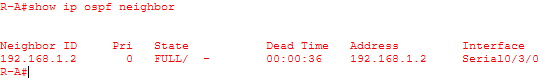 R-A#show ip ospf neighbor
Neighbor ID     Pri   State           Dead Time   Address         Interface
192.168.1.2       0   FULL/  -        00:00:36    192.168.1.2     Serial0/3/0
R-A#